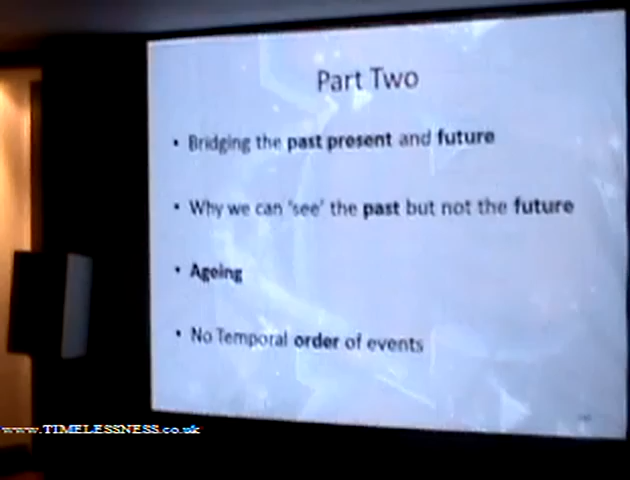 Part Two
• Bridging the past present and future
• Why we can 'see' the past but not the future
• Ageing
• No Temporal order of events
www.TIMELESSNESS.co.uk